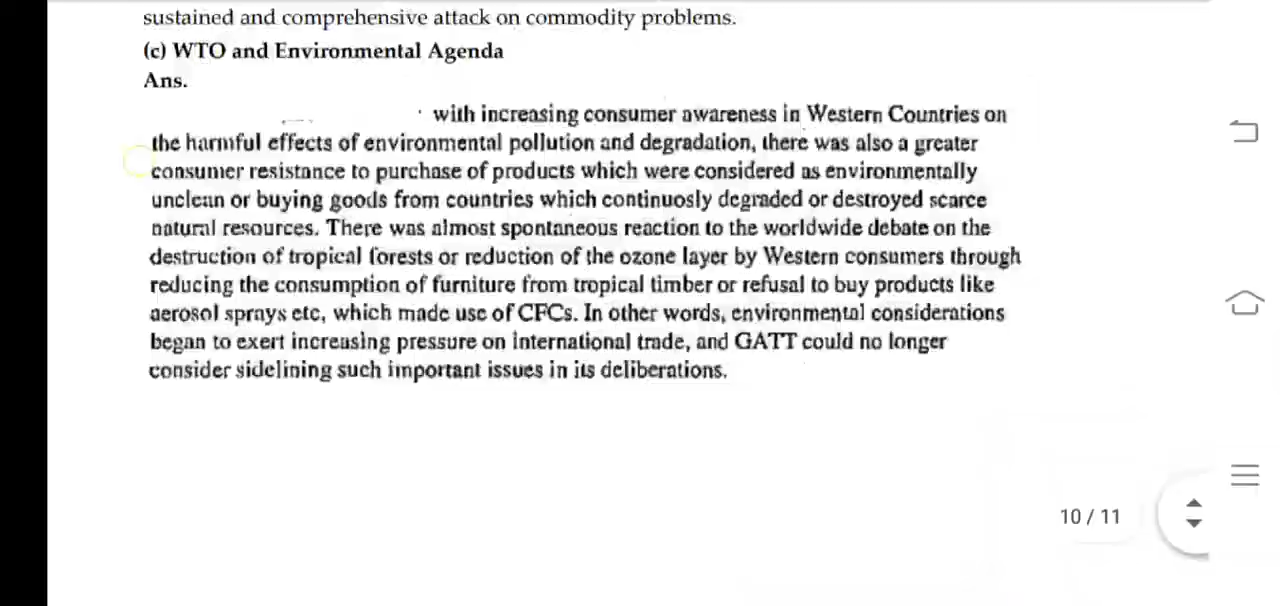 sustained and comprehensive attack on commodity problems.
(c) WTO and Environmental Agenda
Ans.
with increasing consumer awareness in Western Countries on
the harmful effects of environmental pollution and degradation, there was also a greater
consumer resistance to purchase of products which were considered as environmentally
unclean or buying goods from countries which continuosly degraded or destroyed scarce
natural resources. There was almost spontaneous reaction to the worldwide debate on the
destruction of tropical forests or reduction of the ozone layer by Western consumers through
reducing the consumption of furniture from tropical timber or refusal to buy products like
aerosol sprays etc, which made use of CFCs. In other words, environmental considerations
began to exert increasing pressure on international trade, and GATT could no longer
consider sidelining such important issues in its deliberations.
10 / 11